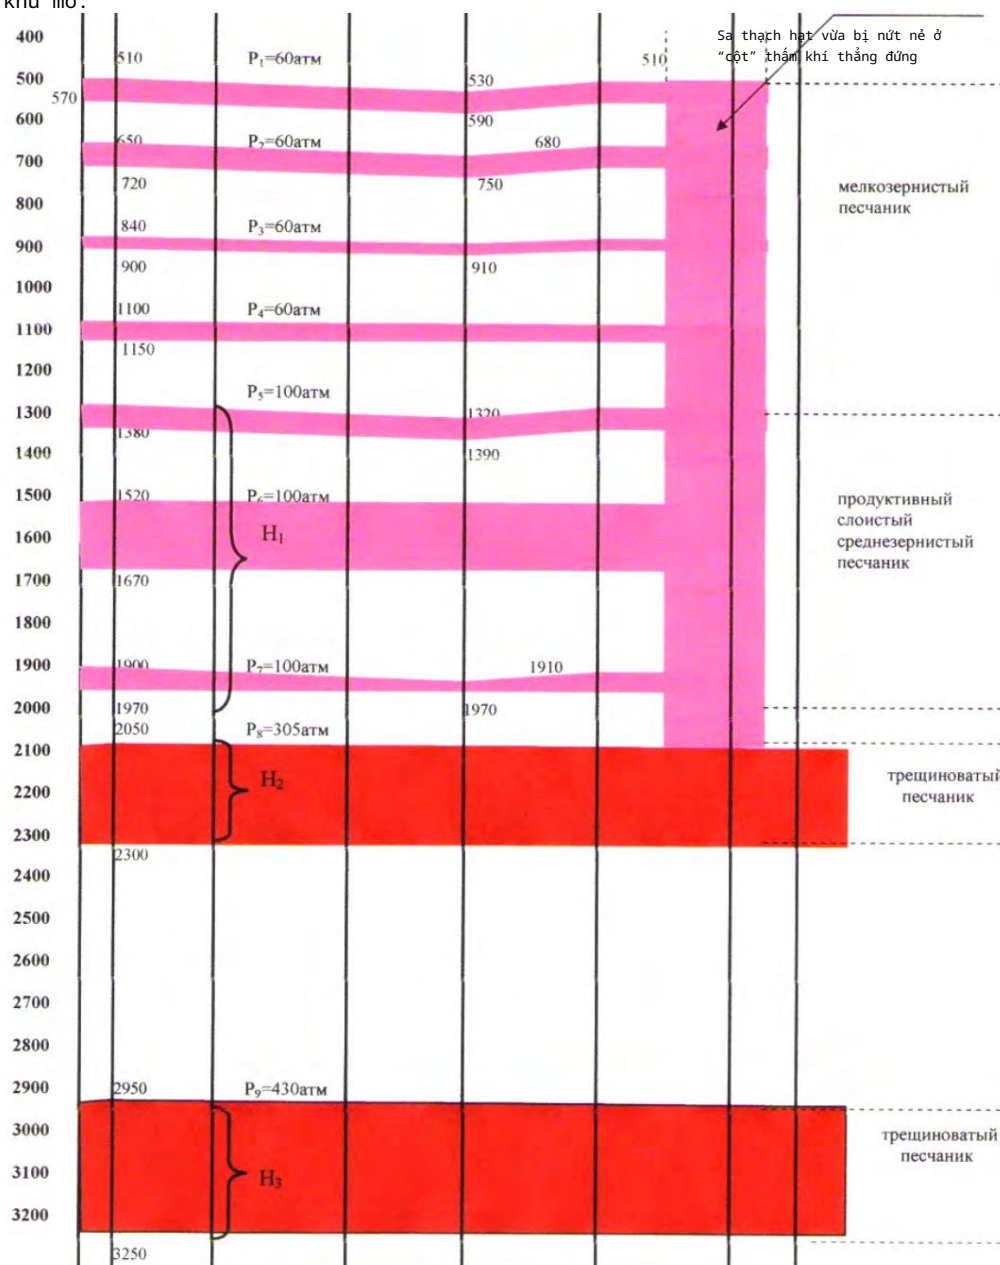 khu mỏ.
400
Sa thạch hạt vừa bị nứt nẻ ở
“cột” thấm khí thẳng đứng
510
P₁=60атм
510
500
530
570
590
600
650
P₂=60атм
680
700
720
750
мелкозернистый
песчаник
800
840
P₃=60атм
900
900
910
1000
1100
P₄=60атм
1100
1150
1200
P₅=100атм
1300
1320
1380
1390
1400
1500
1520
P₆=100атм
продуктивный
слоистый
среднезернистый
песчаник
1600
H₁
1700
1670
1800
1900
1900
P₇=100атм
1910
2000
1970
1970
2050
P₈=305атм
2100
H₂
трещиноватый
песчаник
2200
2300
2300
2400
2500
2600
2700
2800
2900
2950
P₉=430атм
3000
трещиноватый
песчаник
3100
H₃
3200
3250